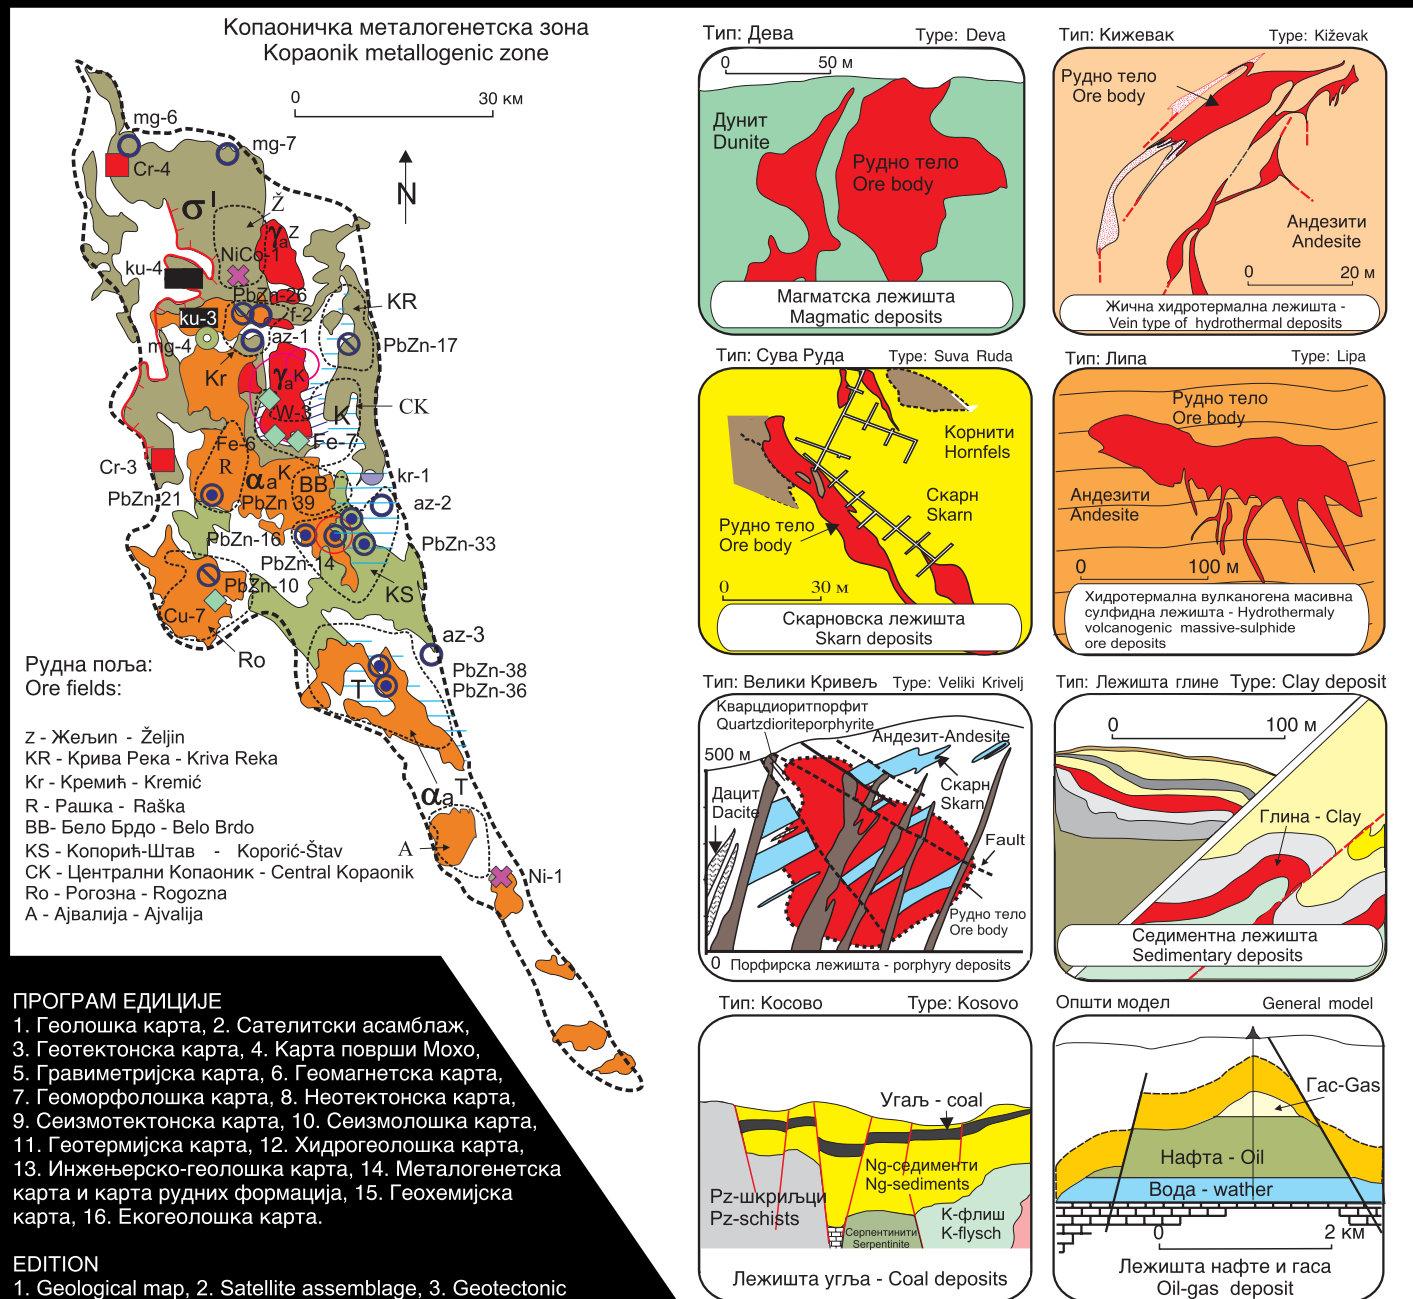 Копаоничка металогенетска зона
Kopaonik metallogenic zone
0 30 км
N
mg-6
mg-7
Cr-4
σI
Ž
γaZ
NiCo-1
ku-4
PbZn-26
KR
ku-3
f-2
mg-4
az-1
PbZn-17
Kr
γaK
W-3
K
CK
Fe-6
Fe-7
Cr-3
R
αaK
BB
kr-1
PbZn-21
PbZn 39
az-2
PbZn-16
PbZn-33
PbZn-14
PbZn-10
KS
Cu-7
Ro
az-3
PbZn-38
T
PbZn-36
αaT
A
Ni-1
Рудна поља:
Ore fields:
Z - Жељин - Željin
KR - Крива Река - Kriva Reka
Kr - Кремић - Kremić
R - Рашка - Raška
BB- Бело Брдо - Belo Brdo
KS - Копорић-Штав - Koporić-Štav
CK - Централни Копаоник - Central Kopaonik
Ro - Рогозна - Rogozna
A - Ајвалија - Ajvalija
ПРОГРАМ ЕДИЦИЈЕ
1. Геолошка карта, 2. Сателитски асамблаж,
3. Геотектонска карта, 4. Карта површи Мохо,
5. Гравиметријска карта, 6. Геомагнетска карта,
7. Геоморфолошка карта, 8. Неотектонска карта,
9. Сеизмотектонска карта, 10. Сеизмолошка карта,
11. Геотермијска карта, 12. Хидрогеолошка карта,
13. Инжењерско-геолошка карта, 14. Металогенетска
карта и карта рудних формација, 15. Геохемијска
карта, 16. Екогеолошка карта.
EDITION
1. Geological map, 2. Satellite assemblage, 3. Geotectonic
Тип: Дева Type: Deva
0 50 м
Дунит
Dunite
Рудно тело
Ore body
Магматска лежишта
Magmatic deposits
Тип: Кижевак Type: Kiževak
Рудно тело
Ore body
Андезити
Andesite
0 20 м
Жична хидротермална лежишта -
Vein type of hydrothermal deposits
Тип: Сува Руда Type: Suva Ruda
Корнити
Hornfels
Скарн
Skarn
Рудно тело
Ore body
0 30 м
Скарновска лежишта
Skarn deposits
Тип: Липа Type: Lipa
Рудно тело
Ore body
Андезити
Andesite
0 100 м
Хидротермална вулканогена масивна
сулфидна лежишта - Hydrothermaly
volcanogenic massive-sulphide
ore deposits
Тип: Велики Кривељ Type: Veliki Krivelj
Кварцдиоритпорфит
Quartzdioriteporphyrite
Андезит-Andesite
500 м
Скарн
Skarn
Дацит
Dacite
Fault
Рудно тело
Ore body
0 Порфирска лежишта - porphyry deposits
Тип: Лежишта глине Type: Clay deposit
0 100 м
Глина - Clay
Седиментна лежишта
Sedimentary deposits
Тип: Косово Type: Kosovo
Угаљ - coal
Ng-седименти
Ng-sediments
Pz-шкриљци
Pz-schists
К-флиш
K-flysch
Серпентинити
Serpentinite
Лежишта угља - Coal deposits
Општи модел General model
Гас-Gas
Нафта - Oil
Вода - wather
0 2 км
Лежишта нафте и гаса
Oil-gas deposit